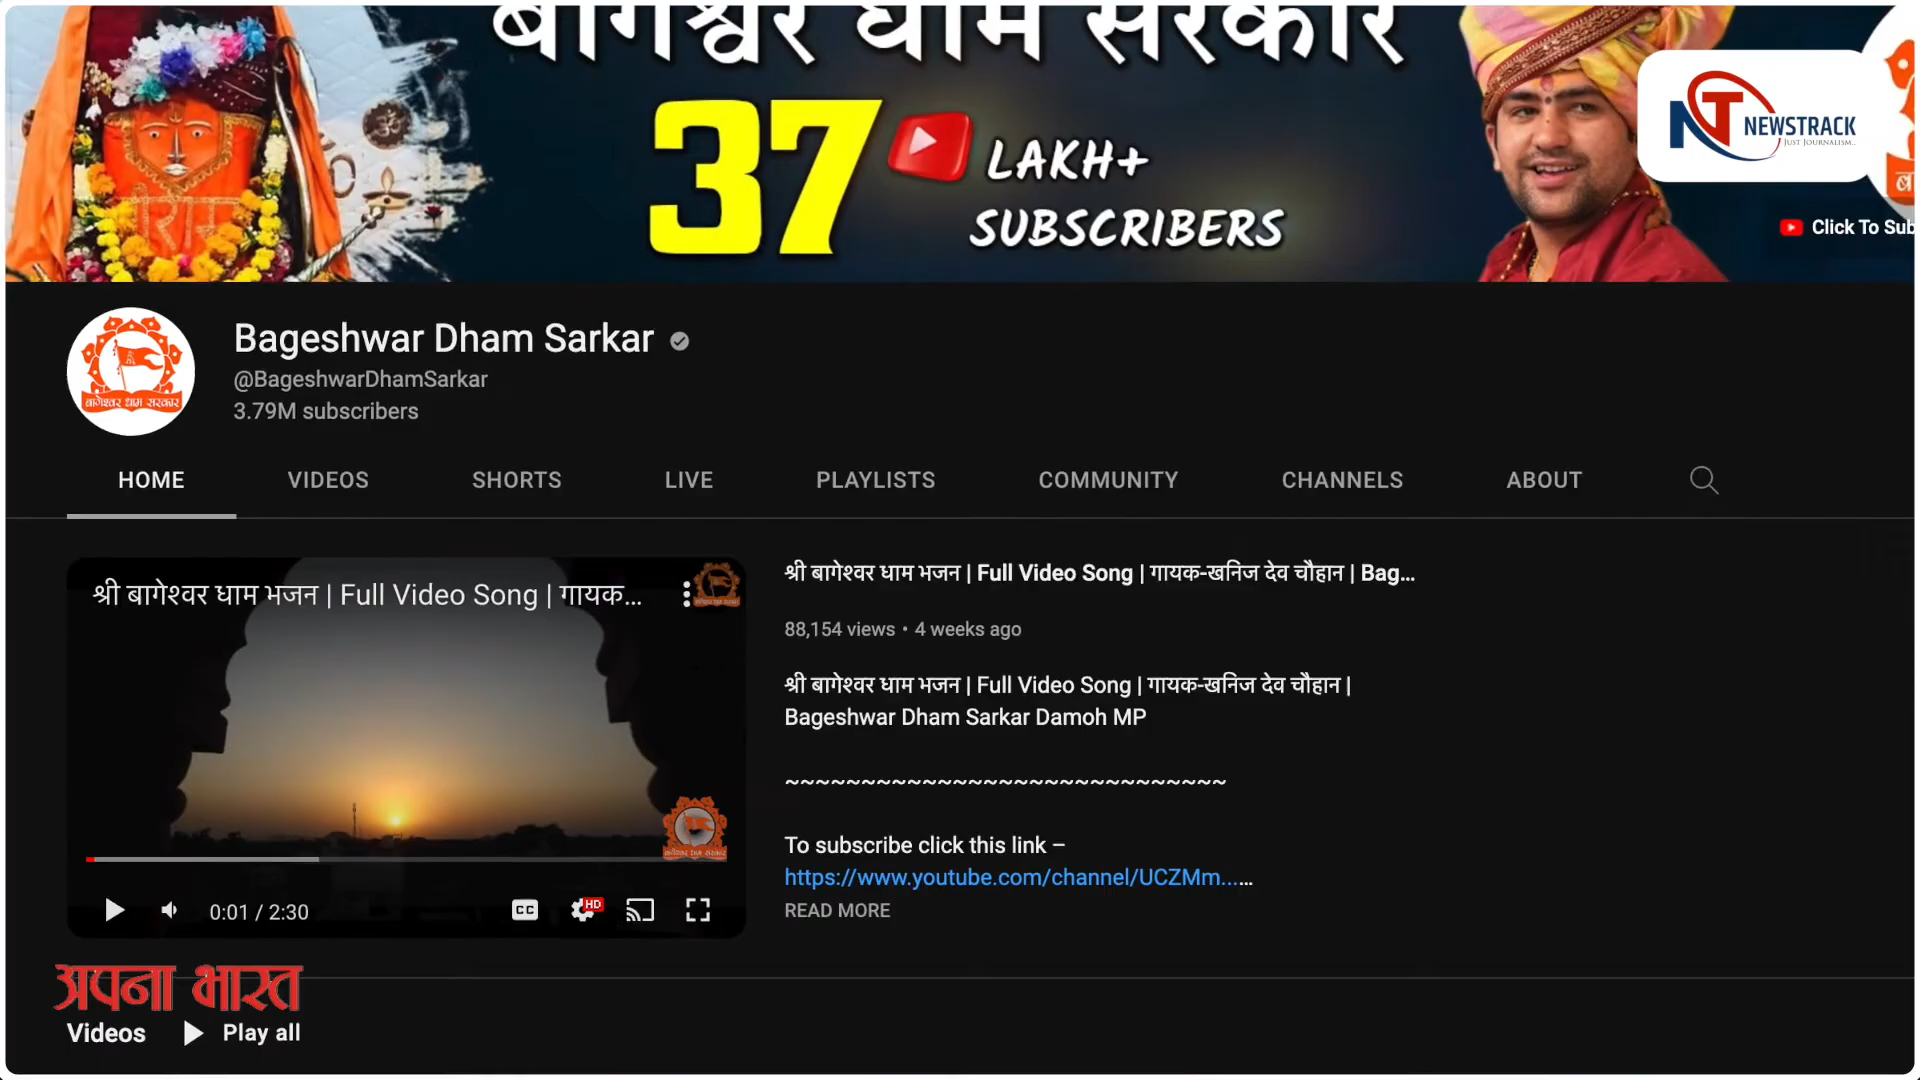 बागेश्वर धाम सरकार
37 LAKH+
SUBSCRIBERS
NT NEWSTRACK
JUST JOURNALISM..
Click To Sub
Bageshwar Dham Sarkar
@BageshwarDhamSarkar
3.79M subscribers
बागेश्वर धाम सरकार
HOME VIDEOS SHORTS LIVE PLAYLISTS COMMUNITY CHANNELS ABOUT
श्री बागेश्वर धाम भजन | Full Video Song | गायक...
0:01 / 2:30
CC
HD
श्री बागेश्वर धाम भजन | Full Video Song | गायक-खनिज देव चौहान | Bag...
88,154 views • 4 weeks ago
श्री बागेश्वर धाम भजन | Full Video Song | गायक-खनिज देव चौहान |
Bageshwar Dham Sarkar Damoh MP
~~~~~~~~~~~~~~~~~~~~~~~~~~~~~
To subscribe click this link –
https://www.youtube.com/channel/UCZMm......
READ MORE
अपना भारत
Videos Play all